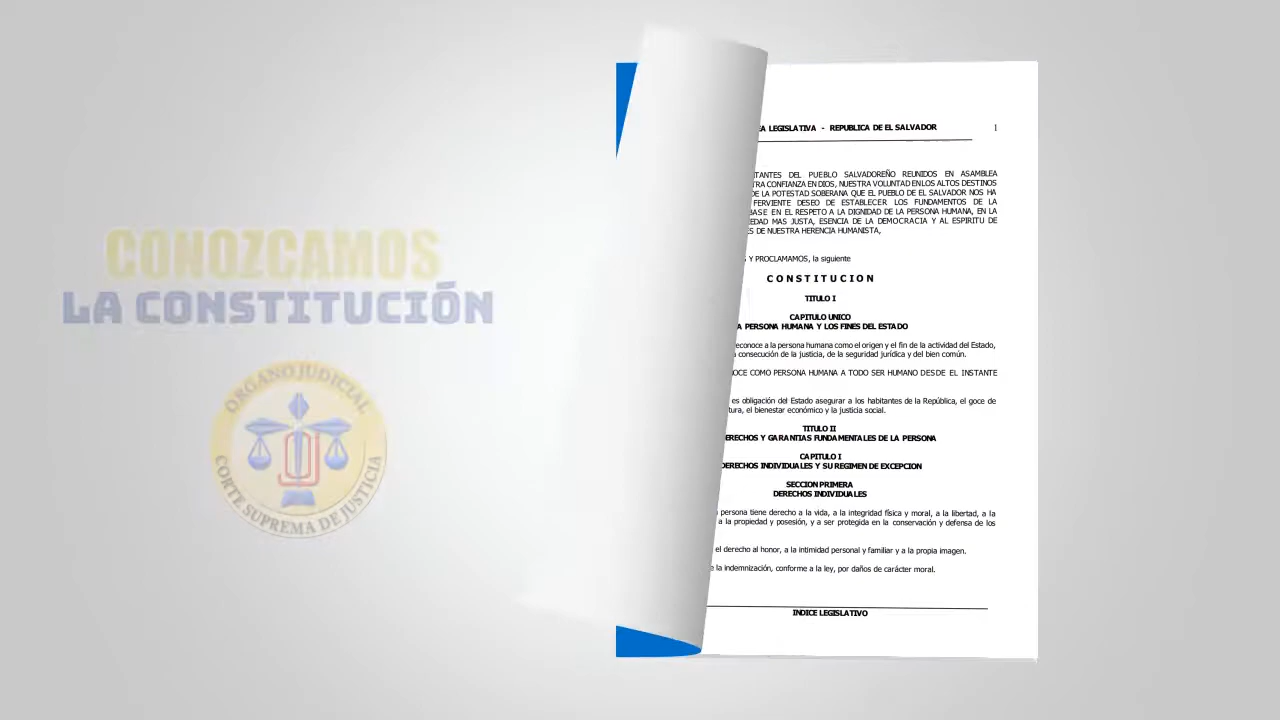 CONOZCAMOS
LA CONSTITUCIÓN
ORGANO JUDICIAL
CORTE SUPREMA DE JUSTICIA
LEGISLATIVA - REPUBLICA DE EL SALVADOR 1
DEL PUEBLO SALVADOREÑO REUNIDOS EN ASAMBLEA
CONFIANZA EN DIOS, NUESTRA VOLUNTAD EN LOS ALTOS DESTINOS
DE LA POTESTAD SOBERANA QUE EL PUEBLO DE EL SALVADOR NOS HA
FERVIENTE DESEO DE ESTABLECER LOS FUNDAMENTOS DE LA
BASE EN EL RESPETO A LA DIGNIDAD DE LA PERSONA HUMANA, EN LA
MAS JUSTA, ESENCIA DE LA DEMOCRACIA Y AL ESPIRITU DE
DE NUESTRA HERENCIA HUMANISTA,
Y PROCLAMAMOS, la siguiente
CONSTITUCION
TITULO I
CAPITULO UNICO
A PERSONA HUMANA Y LOS FINES DEL ESTADO
econoce a la persona humana como el origen y el fin de la actividad del Estado,
consecución de la justicia, de la seguridad jurídica y del bien común.
OCE COMO PERSONA HUMANA A TODO SER HUMANO DESDE EL INSTANTE
es obligación del Estado asegurar a los habitantes de la República, el goce de
tura, el bienestar económico y la justicia social.
TITULO II
ERECHOS Y GARANTIAS FUNDAMENTALES DE LA PERSONA
CAPITULO I
DERECHOS INDIVIDUALES Y SU REGIMEN DE EXCEPCION
SECCION PRIMERA
DERECHOS INDIVIDUALES
persona tiene derecho a la vida, a la integridad física y moral, a la libertad, a la
a la propiedad y posesión, y a ser protegida en la conservación y defensa de los
el derecho al honor, a la intimidad personal y familiar y a la propia imagen.
la indemnización, conforme a la ley, por daños de carácter moral.
INDICE LEGISLATIVO